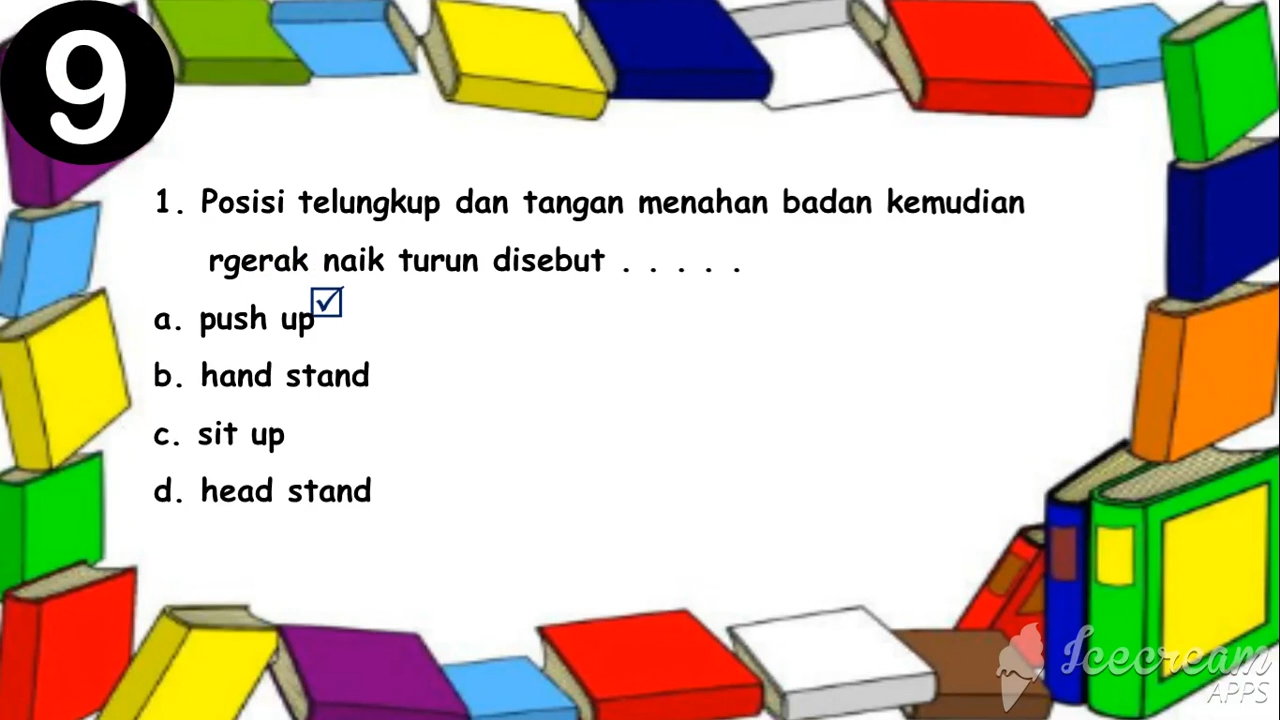 9
1. Posisi telungkup dan tangan menahan badan kemudian
rgerak naik turun disebut . . . . .
a. push up
b. hand stand
c. sit up
d. head stand
Icecream
APPS